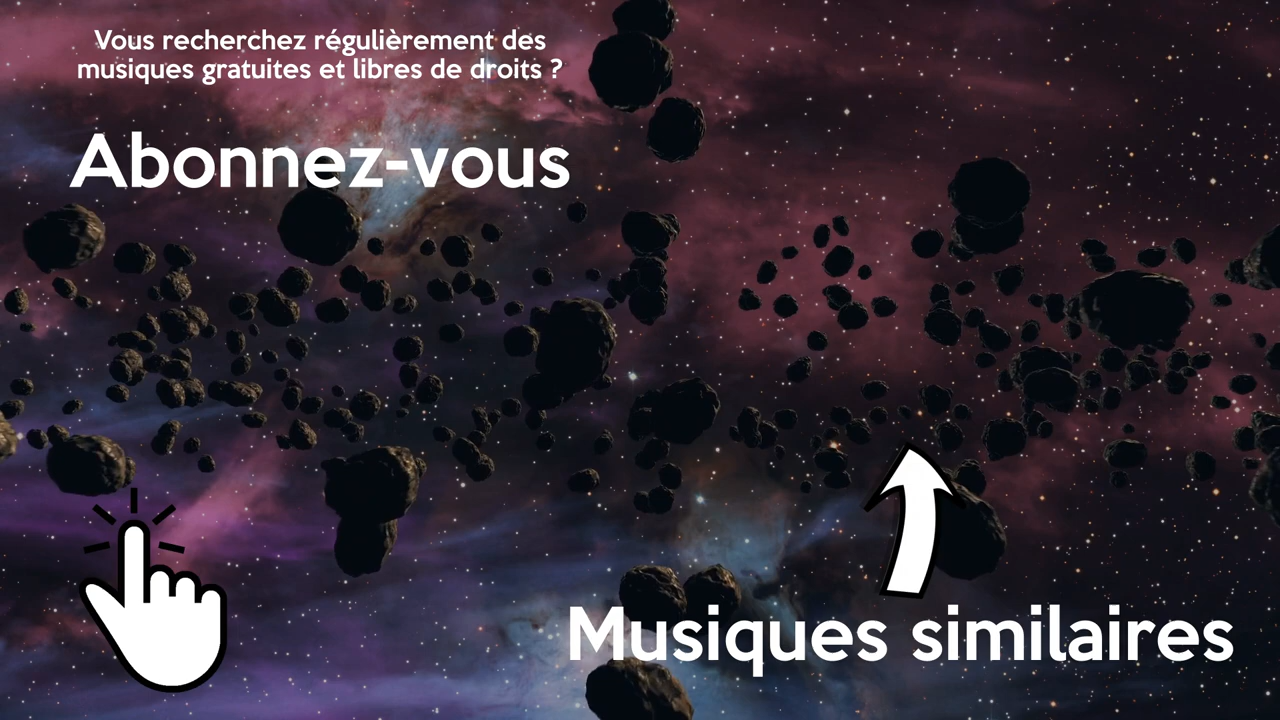 Vous recherchez régulièrement des
musiques gratuites et libres de droits ?
Abonnez-vous
Musiques similaires